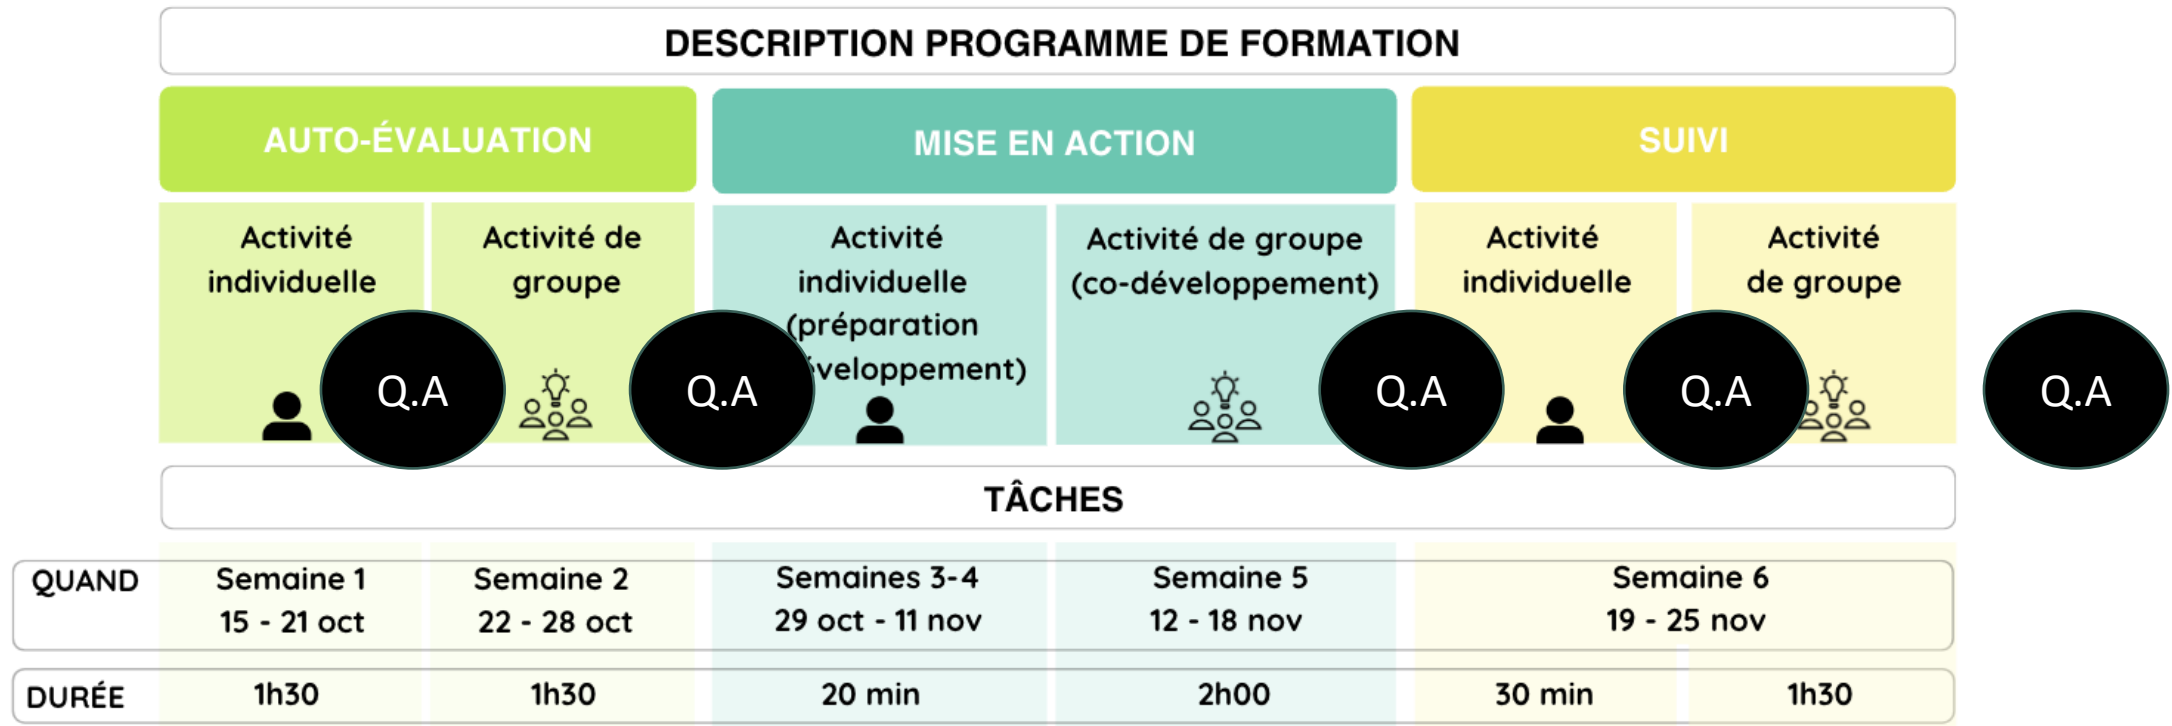 DESCRIPTION PROGRAMME DE FORMATION
AUTO-ÉVALUATION
MISE EN ACTION
SUIVI
Activité
individuelle
Activité de
groupe
Activité
individuelle
(préparation
développement)
Activité de groupe
(co-développement)
Activité
individuelle
Activité
de groupe
Q.A
Q.A
Q.A
Q.A
Q.A
TÂCHES
QUAND
Semaine 1
15 - 21 oct
Semaine 2
22 - 28 oct
Semaines 3-4
29 oct - 11 nov
Semaine 5
12 - 18 nov
Semaine 6
19 - 25 nov
DURÉE
1h30
1h30
20 min
2h00
30 min
1h30